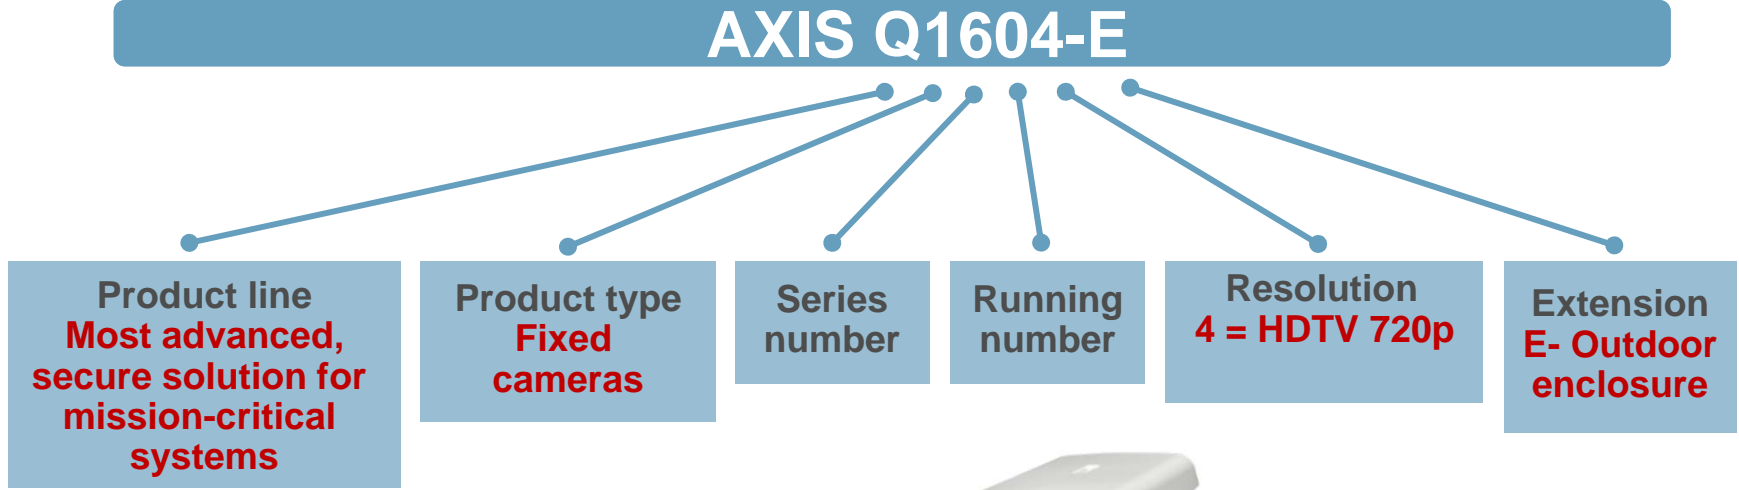 AXIS Q1604-E
Product line
Most advanced,
secure solution for
mission-critical
systems
Product type
Fixed
cameras
Series
number
Running
number
Resolution
4 = HDTV 720p
Extension
E- Outdoor
enclosure